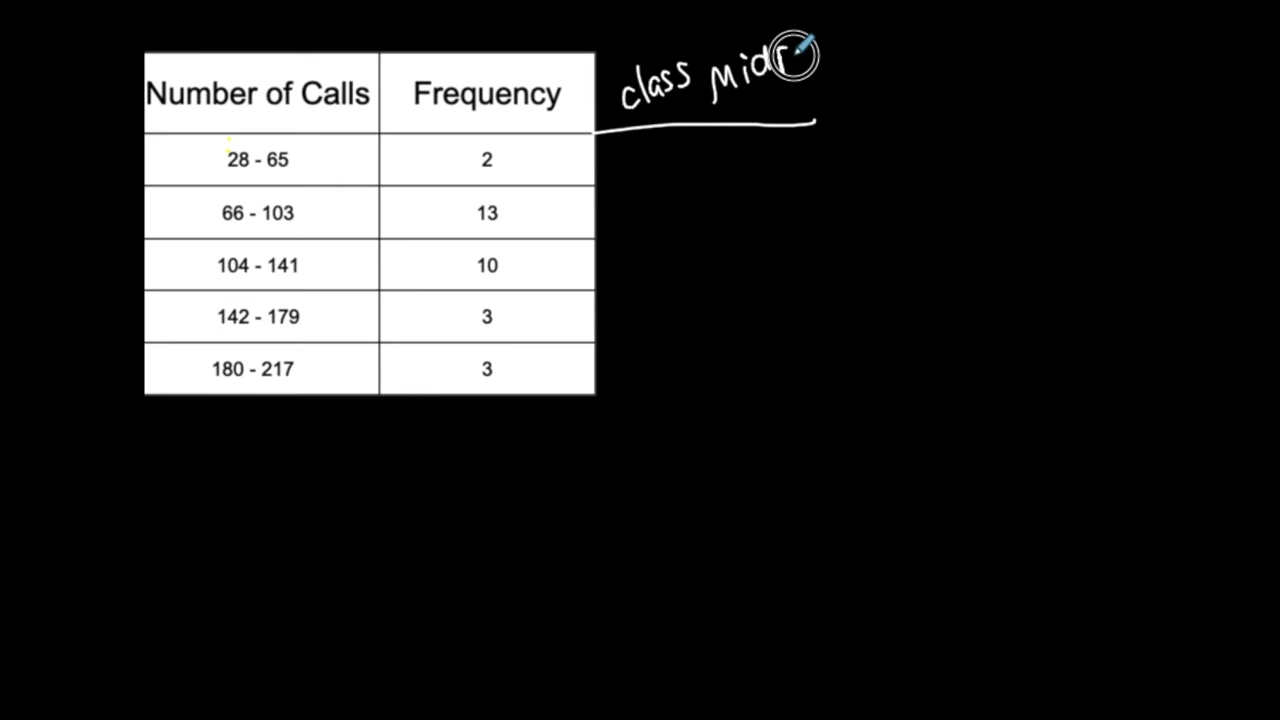 Number of Calls Frequency class
28 - 65 2
66 - 103 13
104 - 141 10
142 - 179 3
180 - 217 3